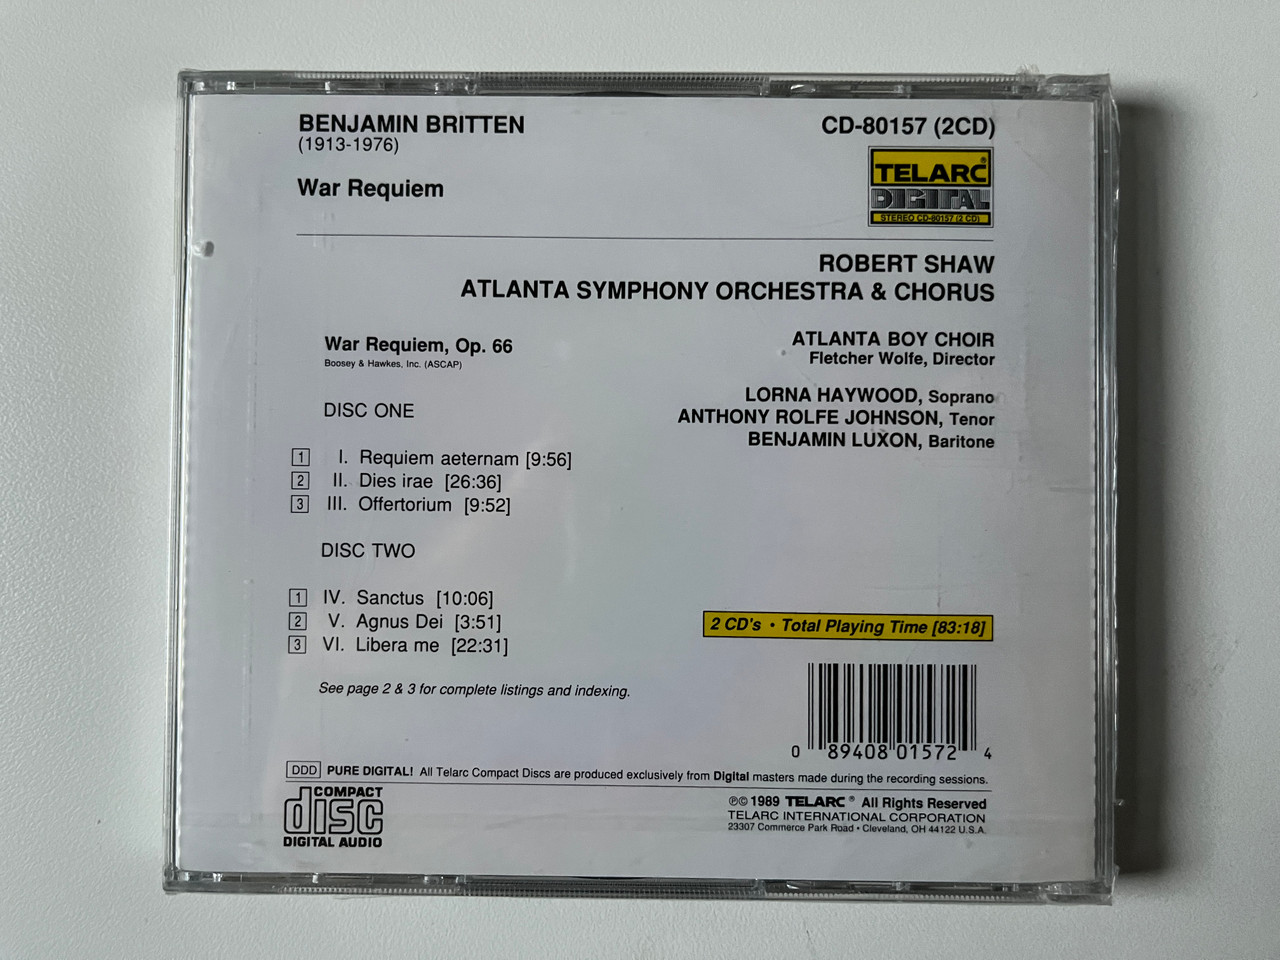 BENJAMIN BRITTEN
(1913-1976)
War Requiem
CD-80157 (2CD)
TELARC®
DIGITAL
STEREO CD-80157 (2 CD)
ROBERT SHAW
ATLANTA SYMPHONY ORCHESTRA & CHORUS
War Requiem, Op. 66
Boosey & Hawkes, Inc. (ASCAP)
ATLANTA BOY CHOIR
Fletcher Wolfe, Director
LORNA HAYWOOD, Soprano
ANTHONY ROLFE JOHNSON, Tenor
BENJAMIN LUXON, Baritone
DISC ONE
1 I. Requiem aeternam [9:56]
2 II. Dies irae [26:36]
3 III. Offertorium [9:52]
DISC TWO
1 IV. Sanctus [10:06]
2 V. Agnus Dei [3:51]
3 VI. Libera me [22:31]
See page 2 & 3 for complete listings and indexing.
2 CD's • Total Playing Time [83:18]
0 89408 01572 4
DDD PURE DIGITAL! All Telarc Compact Discs are produced exclusively from Digital masters made during the recording sessions.
COMPACT
disc
DIGITAL AUDIO
℗© 1989 TELARC® All Rights Reserved
TELARC INTERNATIONAL CORPORATION
23307 Commerce Park Road • Cleveland, OH 44122 U.S.A.